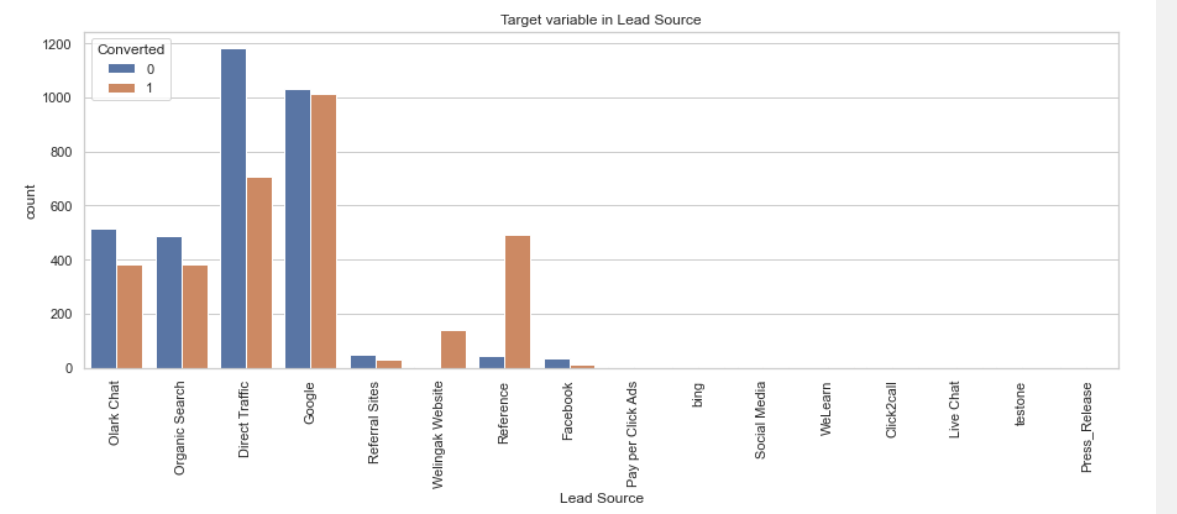 Target variable in Lead Source
Converted
0
1
1200
1000
800
600
400
200
0
count
Olark Chat
Organic Search
Direct Traffic
Google
Referral Sites
Welingak Website
Reference
Facebook
Pay per Click Ads
bing
Social Media
WeLearn
Click2call
Live Chat
testone
Press_Release
Lead Source